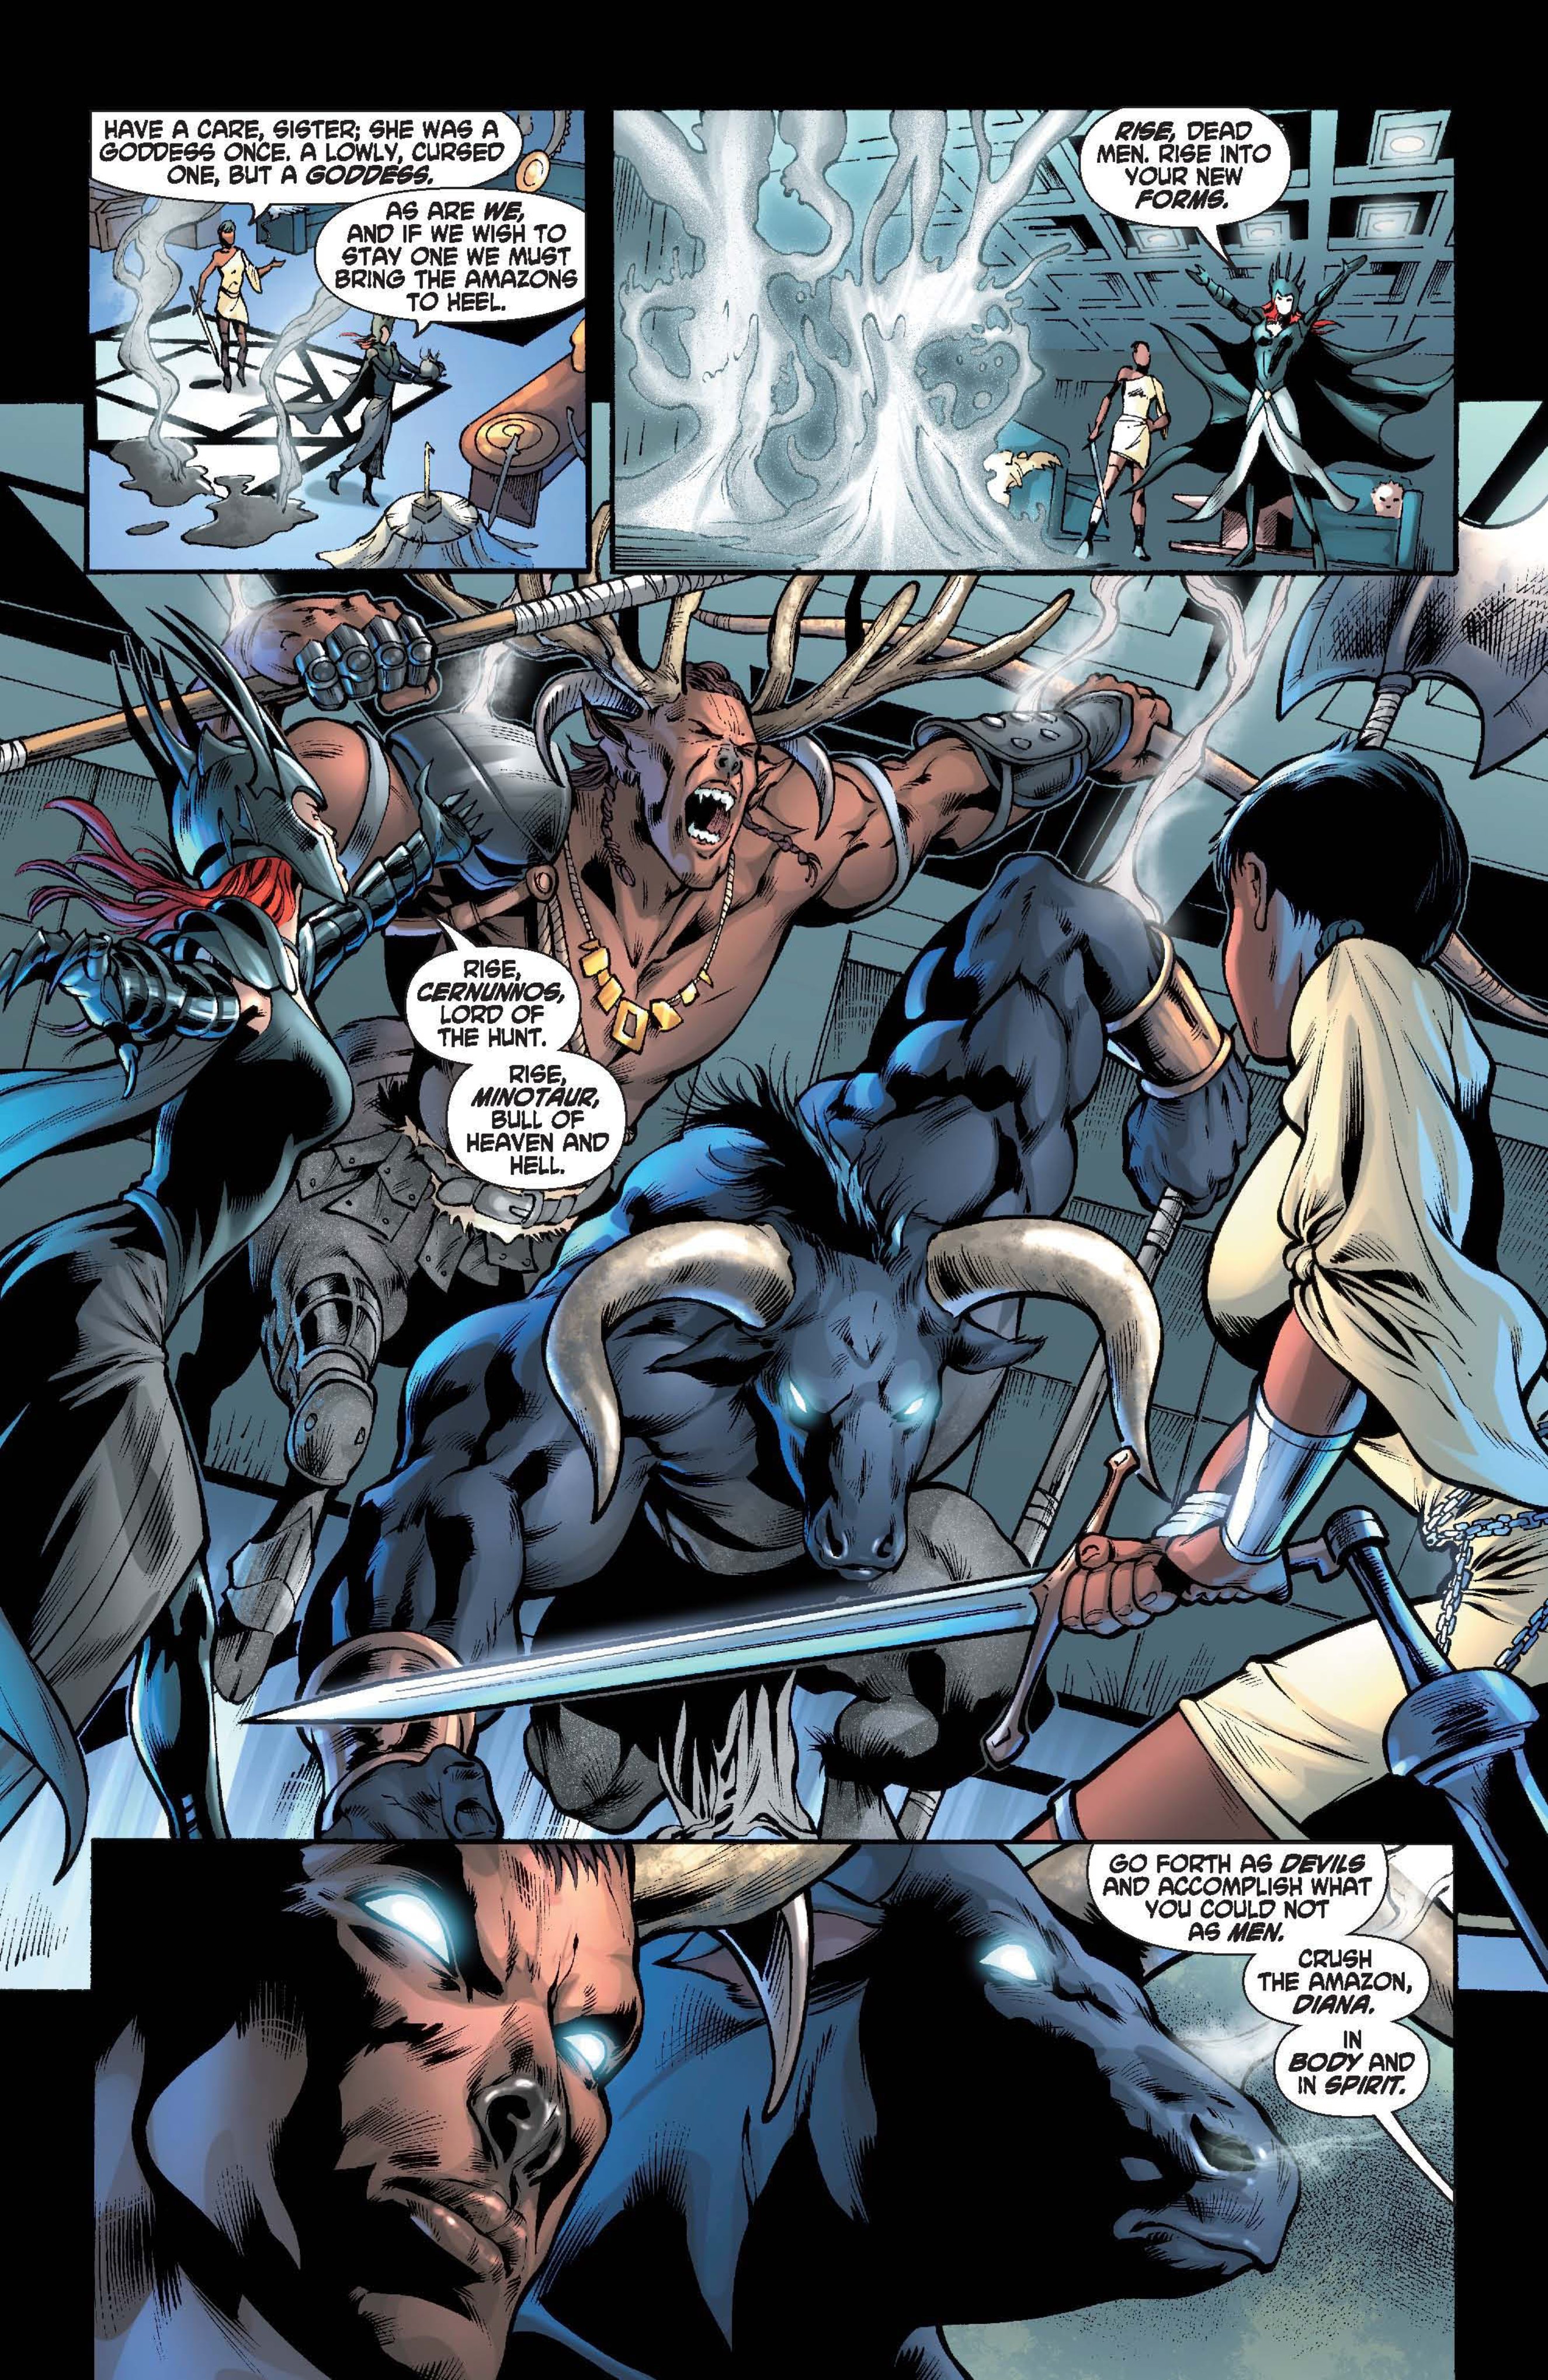 HAVE A CARE, SISTER; SHE WAS A
GODDESS ONCE. A LOWLY, CURSED
ONE, BUT A GODDESS.
AS ARE WE,
AND IF WE WISH TO
STAY ONE WE MUST
BRING THE AMAZONS
TO HEEL.
RISE, DEAD
MEN. RISE INTO
YOUR NEW
FORMS.
RISE,
CERNUNNOS,
LORD OF
THE HUNT.
RISE,
MINOTAUR,
BULL OF
HEAVEN AND
HELL.
GO FORTH AS DEVILS
AND ACCOMPLISH WHAT
YOU COULD NOT
AS MEN.
CRUSH
THE AMAZON,
DIANA.
IN
BODY AND
IN SPIRIT.